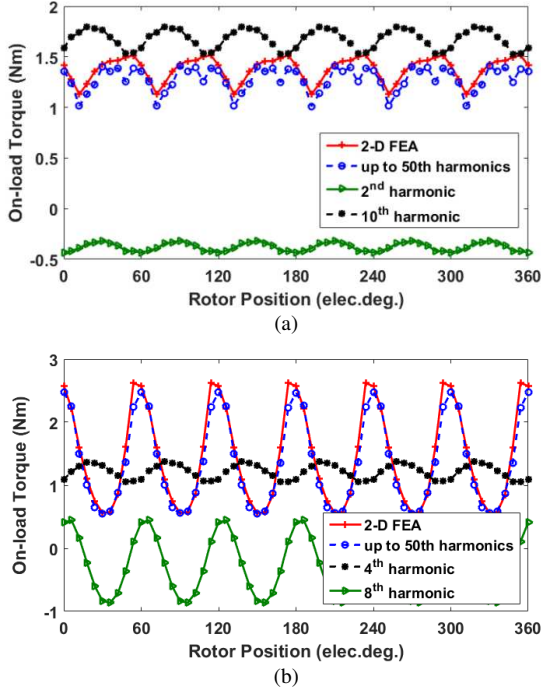 2
1.5
1
0.5
0
-0.5
On-load Torque (Nm)
2-D FEA
up to 50th harmonics
2nd harmonic
10th harmonic
0 60 120 180 240 300 360
Rotor Position (elec.deg.)
(a)
3
2
1
0
-1
On-load Torque (Nm)
2-D FEA
up to 50th harmonics
4th harmonic
8th harmonic
0 60 120 180 240 300 360
Rotor Position (elec.deg.)
(b)